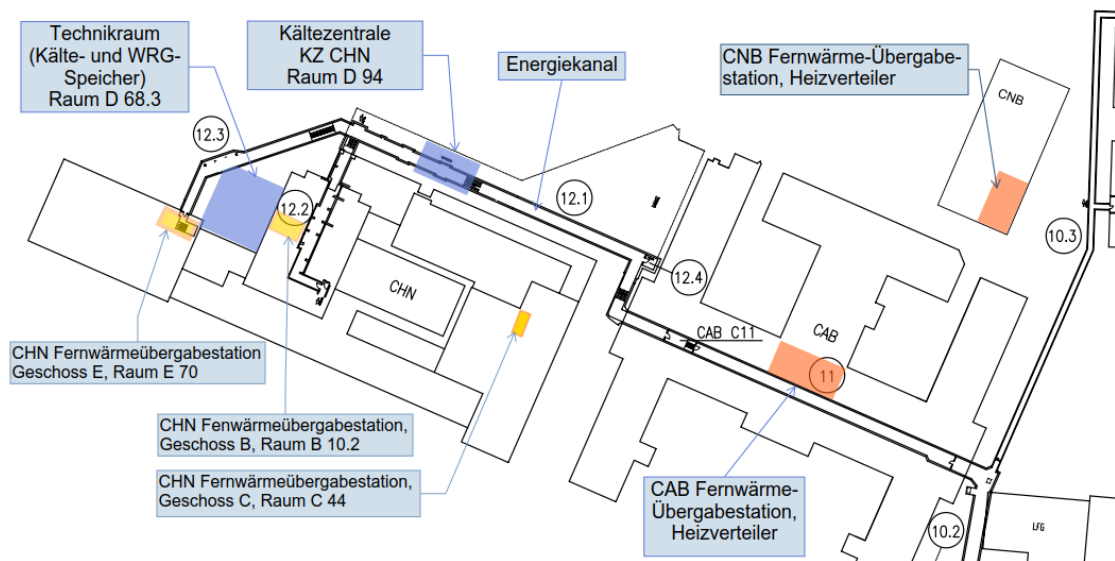 Technikraum
(Kälte- und WRG-
Speicher)
Raum D 68.3
Kältezentrale
KZ CHN
Raum D 94
Energiekanal
CNB Fernwärme-Übergabe-
station, Heizverteiler
CNB
12.3
12.2
12.1
10.3
12.4
CHN
CAB C11
CAB
11
CHN Fernwärmeübergabestation
Geschoss E, Raum E 70
CHN Fenwärmeübergabestation,
Geschoss B, Raum B 10.2
CHN Fernwärmeübergabestation,
Geschoss C, Raum C 44
CAB Fernwärme-
Übergabestation,
Heizverteiler
10.2
LFG